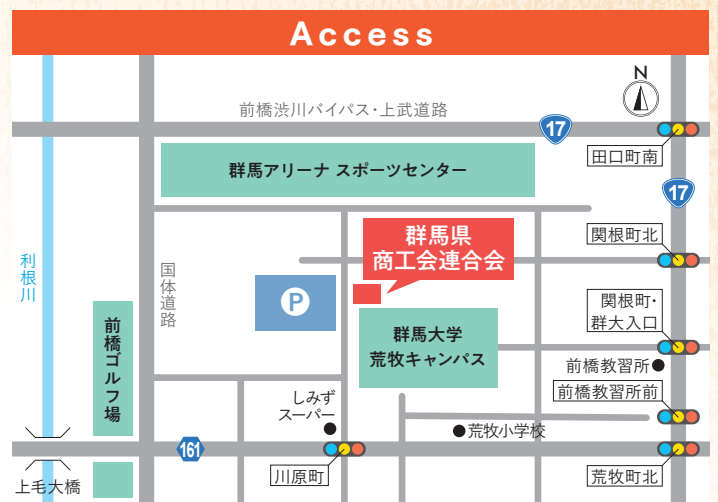 Access
N
前橋渋川バイパス・上武道路
17
田口町南
群馬アリーナ スポーツセンター
17
群馬県
商工会連合会
関根町北
利根川
国体道路
P
関根町・
群大入口
前橋ゴルフ場
群馬大学
荒牧キャンパス
前橋教習所
前橋教習所前
しみず
スーパー
荒牧小学校
161
川原町
荒牧町北
上毛大橋